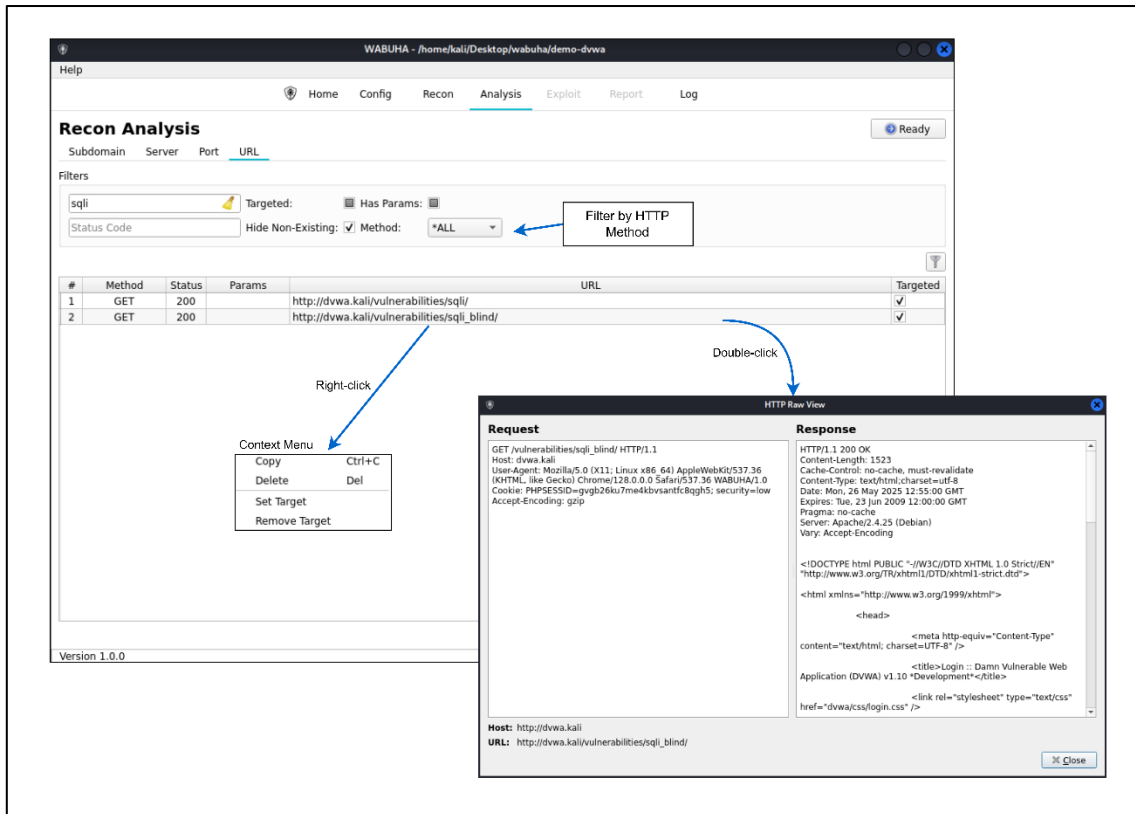 WABUHA - /home/kali/Desktop/wabuha/demo-dvwa
Help
Home Config Recon Analysis Exploit Report Log
Recon Analysis
Ready
Subdomain Server Port URL
Filters
sqli Targeted: Has Params:
Status Code Hide Non-Existing: Method: *ALL
Filter by HTTP
Method
# Method Status Params URL Targeted
1 GET 200 http://dvwa.kali/vulnerabilities/sqli/
2 GET 200 http://dvwa.kali/vulnerabilities/sqli_blind/
Double-click
Right-click
Context Menu
Copy Ctrl+C
Delete Del
Set Target
Remove Target
Version 1.0.0
HTTP Raw View
Request
GET /vulnerabilities/sqli_blind/ HTTP/1.1
Host: dvwa.kali
User-Agent: Mozilla/5.0 (X11; Linux x86_64) AppleWebKit/537.36
(KHTML, like Gecko) Chrome/128.0.0.0 Safari/537.36 WABUHA/1.0
Cookie: PHPSESSID=gvgb26ku7me4kbvsantfc8qgh5; security=low
Accept-Encoding: gzip
Response
HTTP/1.1 200 OK
Content-Length: 1523
Cache-Control: no-cache, must-revalidate
Content-Type: text/html;charset=utf-8
Date: Mon, 26 May 2025 12:55:00 GMT
Expires: Tue, 23 Jun 2009 12:00:00 GMT
Pragma: no-cache
Server: Apache/2.4.25 (Debian)
Vary: Accept-Encoding
<!DOCTYPE html PUBLIC "-//W3C//DTD XHTML 1.0 Strict//EN"
"http://www.w3.org/TR/xhtml1/DTD/xhtml1-strict.dtd">
<html xmlns="http://www.w3.org/1999/xhtml">
<head>
<meta http-equiv="Content-Type"
content="text/html; charset=UTF-8" />
<title>Login :: Damn Vulnerable Web
Application (DVWA) v1.10 *Development*</title>
<link rel="stylesheet" type="text/css"
href="dvwa/css/login.css" />
Host: http://dvwa.kali
URL: http://dvwa.kali/vulnerabilities/sqli_blind/
Close